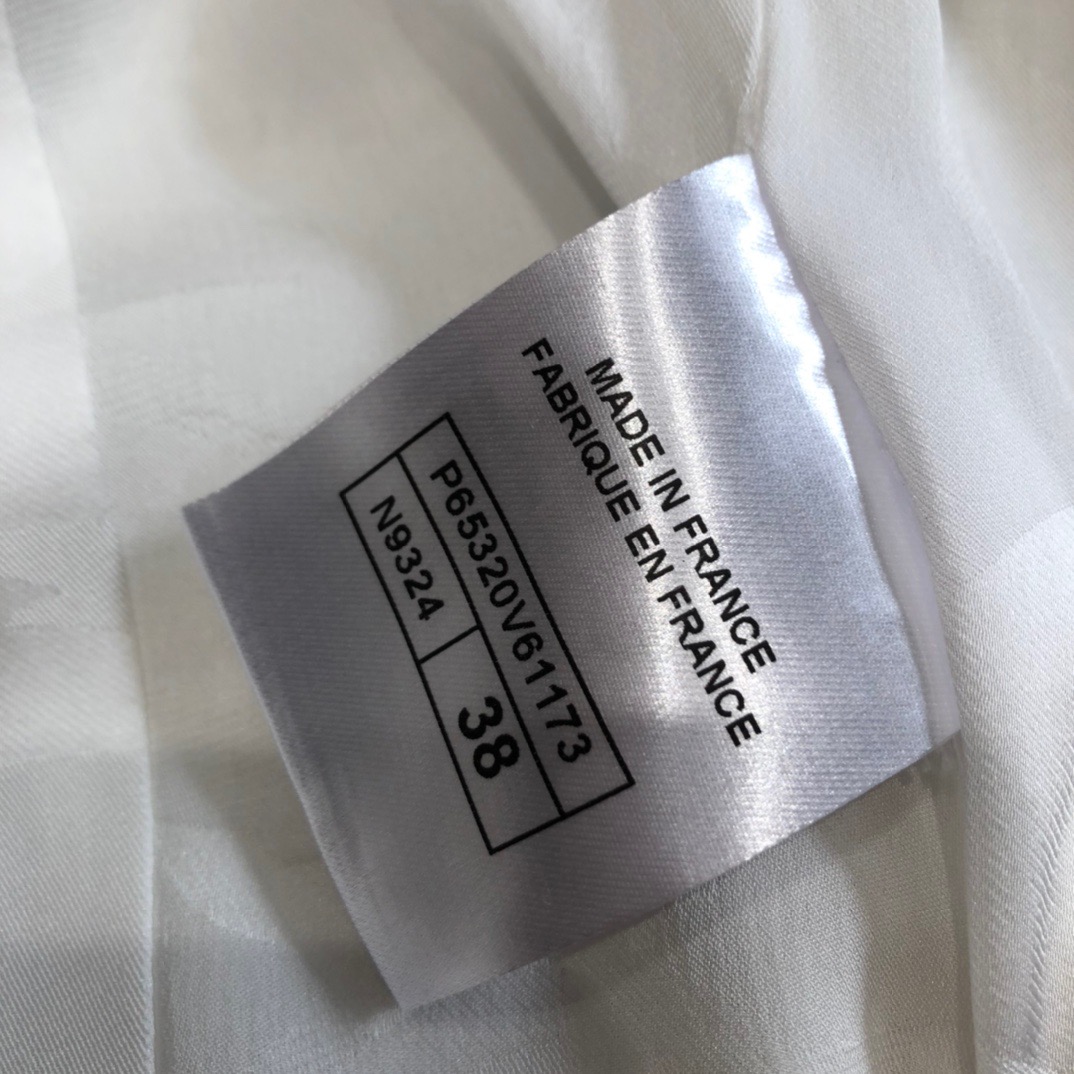 MADE IN FRANCE
FABRIQUE EN FRANCE
P65320V61173
N9324
38